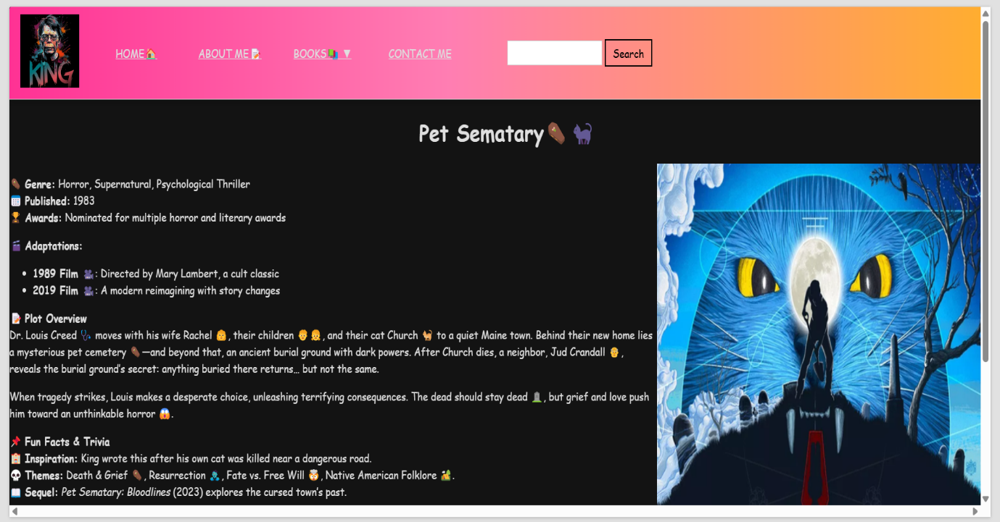 KING
HOME🏠
ABOUT ME📝
BOOKS📚▼
CONTACT ME
Search
Pet Sematary⚰️🐈‍⬛
⚰️ Genre: Horror, Supernatural, Psychological Thriller
📅 Published: 1983
🏆 Awards: Nominated for multiple horror and literary awards
🎬 Adaptations:
• 1989 Film 🎥: Directed by Mary Lambert, a cult classic
• 2019 Film 🎥: A modern reimagining with story changes
📝 Plot Overview
Dr. Louis Creed 🩺 moves with his wife Rachel 👩, their children 👦👧, and their cat Church 🐈 to a quiet Maine town. Behind their new home lies
a mysterious pet cemetery ⚰️—and beyond that, an ancient burial ground with dark powers. After Church dies, a neighbor, Jud Crandall 👴,
reveals the burial ground's secret: anything buried there returns… but not the same.
When tragedy strikes, Louis makes a desperate choice, unleashing terrifying consequences. The dead should stay dead 🪦, but grief and love push
him toward an unthinkable horror 😱.
📌 Fun Facts & Trivia
🏥 Inspiration: King wrote this after his own cat was killed near a dangerous road.
💀 Themes: Death & Grief ⚰️, Resurrection 🧟, Fate vs. Free Will 🤯, Native American Folklore 🏕️.
📖 Sequel: Pet Sematary: Bloodlines (2023) explores the cursed town's past.